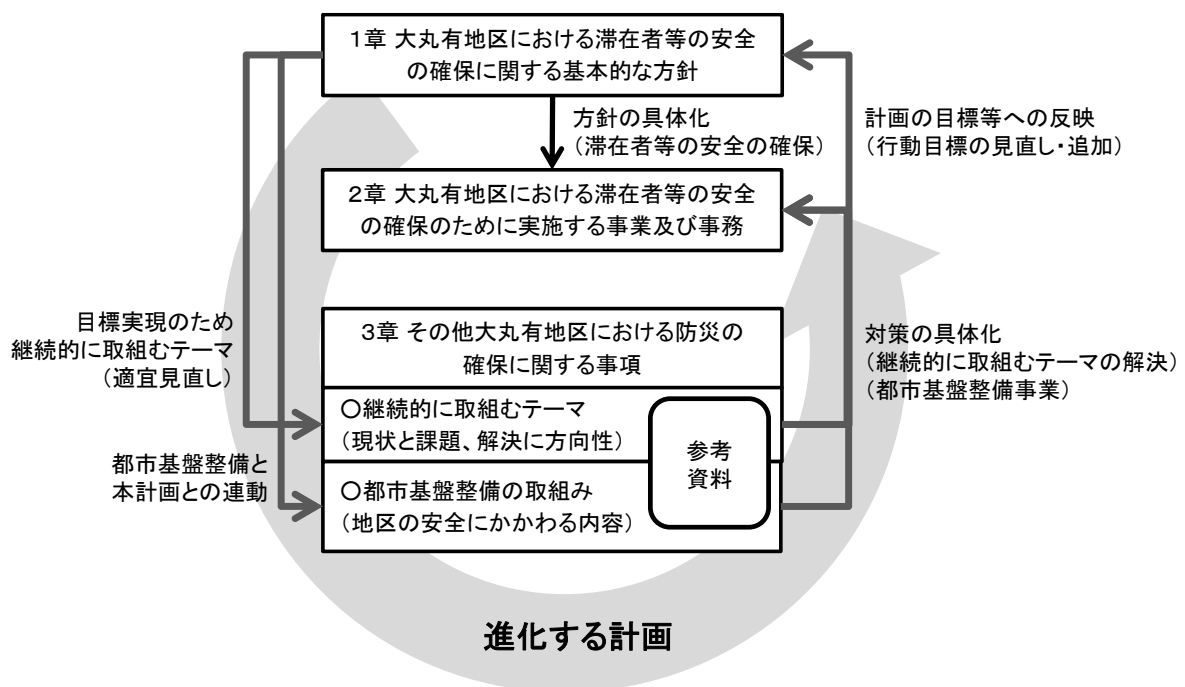 1章 大丸有地区における滞在者等の安全
の確保に関する基本的な方針
方針の具体化
(滞在者等の安全の確保)
計画の目標等への反映
(行動目標の見直し・追加)
2章 大丸有地区における滞在者等の安全
の確保のために実施する事業及び事務
目標実現のため
継続的に取組むテーマ
(適宜見直し)
3章 その他大丸有地区における防災の
確保に関する事項
対策の具体化
(継続的に取組むテーマの解決)
(都市基盤整備事業)
○継続的に取組むテーマ
(現状と課題、解決に方向性)
参考
資料
都市基盤整備と
本計画との連動
○都市基盤整備の取組み
(地区の安全にかかわる内容)
進化する計画